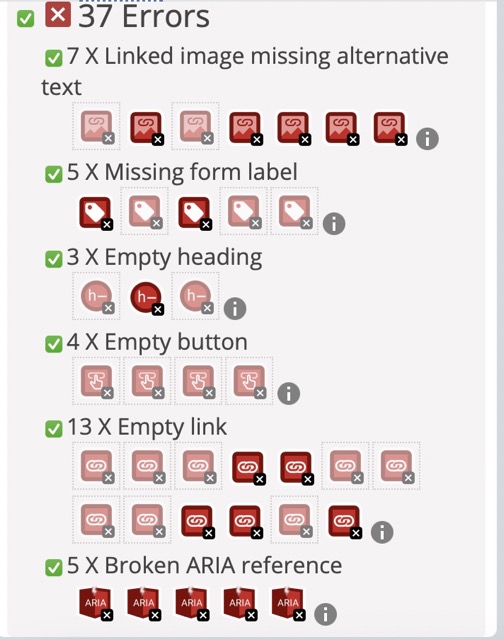 37 Errors
7 X Linked image missing alternative
text
5 X Missing form label
3 X Empty heading
h– h– h–
4 X Empty button
13 X Empty link
5 X Broken ARIA reference
ARIA ARIA ARIA ARIA ARIA